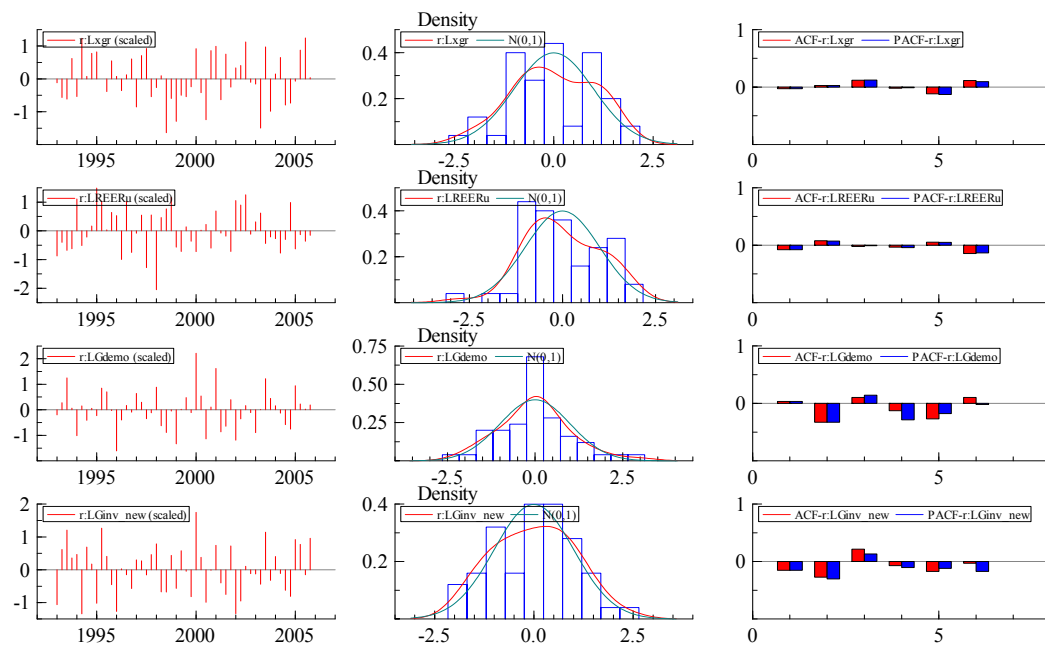 Density
r:Lxgr (scaled)
r:Lxgr N(0,1)
ACF-r:Lxgr PACF-r:Lxgr
1
0
-1
0.4
0.2
1
0
1995 2000 2005
-2.5 0.0 2.5
0 5
Density
r:LREERu (scaled)
r:LREERu N(0,1)
ACF-r:LREERu PACF-r:LREERu
1
0
-1
-2
0.4
0.2
1
0
1995 2000 2005
-2.5 0.0 2.5
0 5
Density
r:LGdemo (scaled)
r:LGdemo N(0,1)
ACF-r:LGdemo PACF-r:LGdemo
2
1
0
-1
0.75
0.50
0.25
1
0
1995 2000 2005
-2.5 0.0 2.5
0 5
Density
r:LGinv_new (scaled)
r:LGinv_new N(0,1)
ACF-r:LGinv_new PACF-r:LGinv_new
2
1
0
-1
0.4
0.2
1
0
1995 2000 2005
-2.5 0.0 2.5
0 5